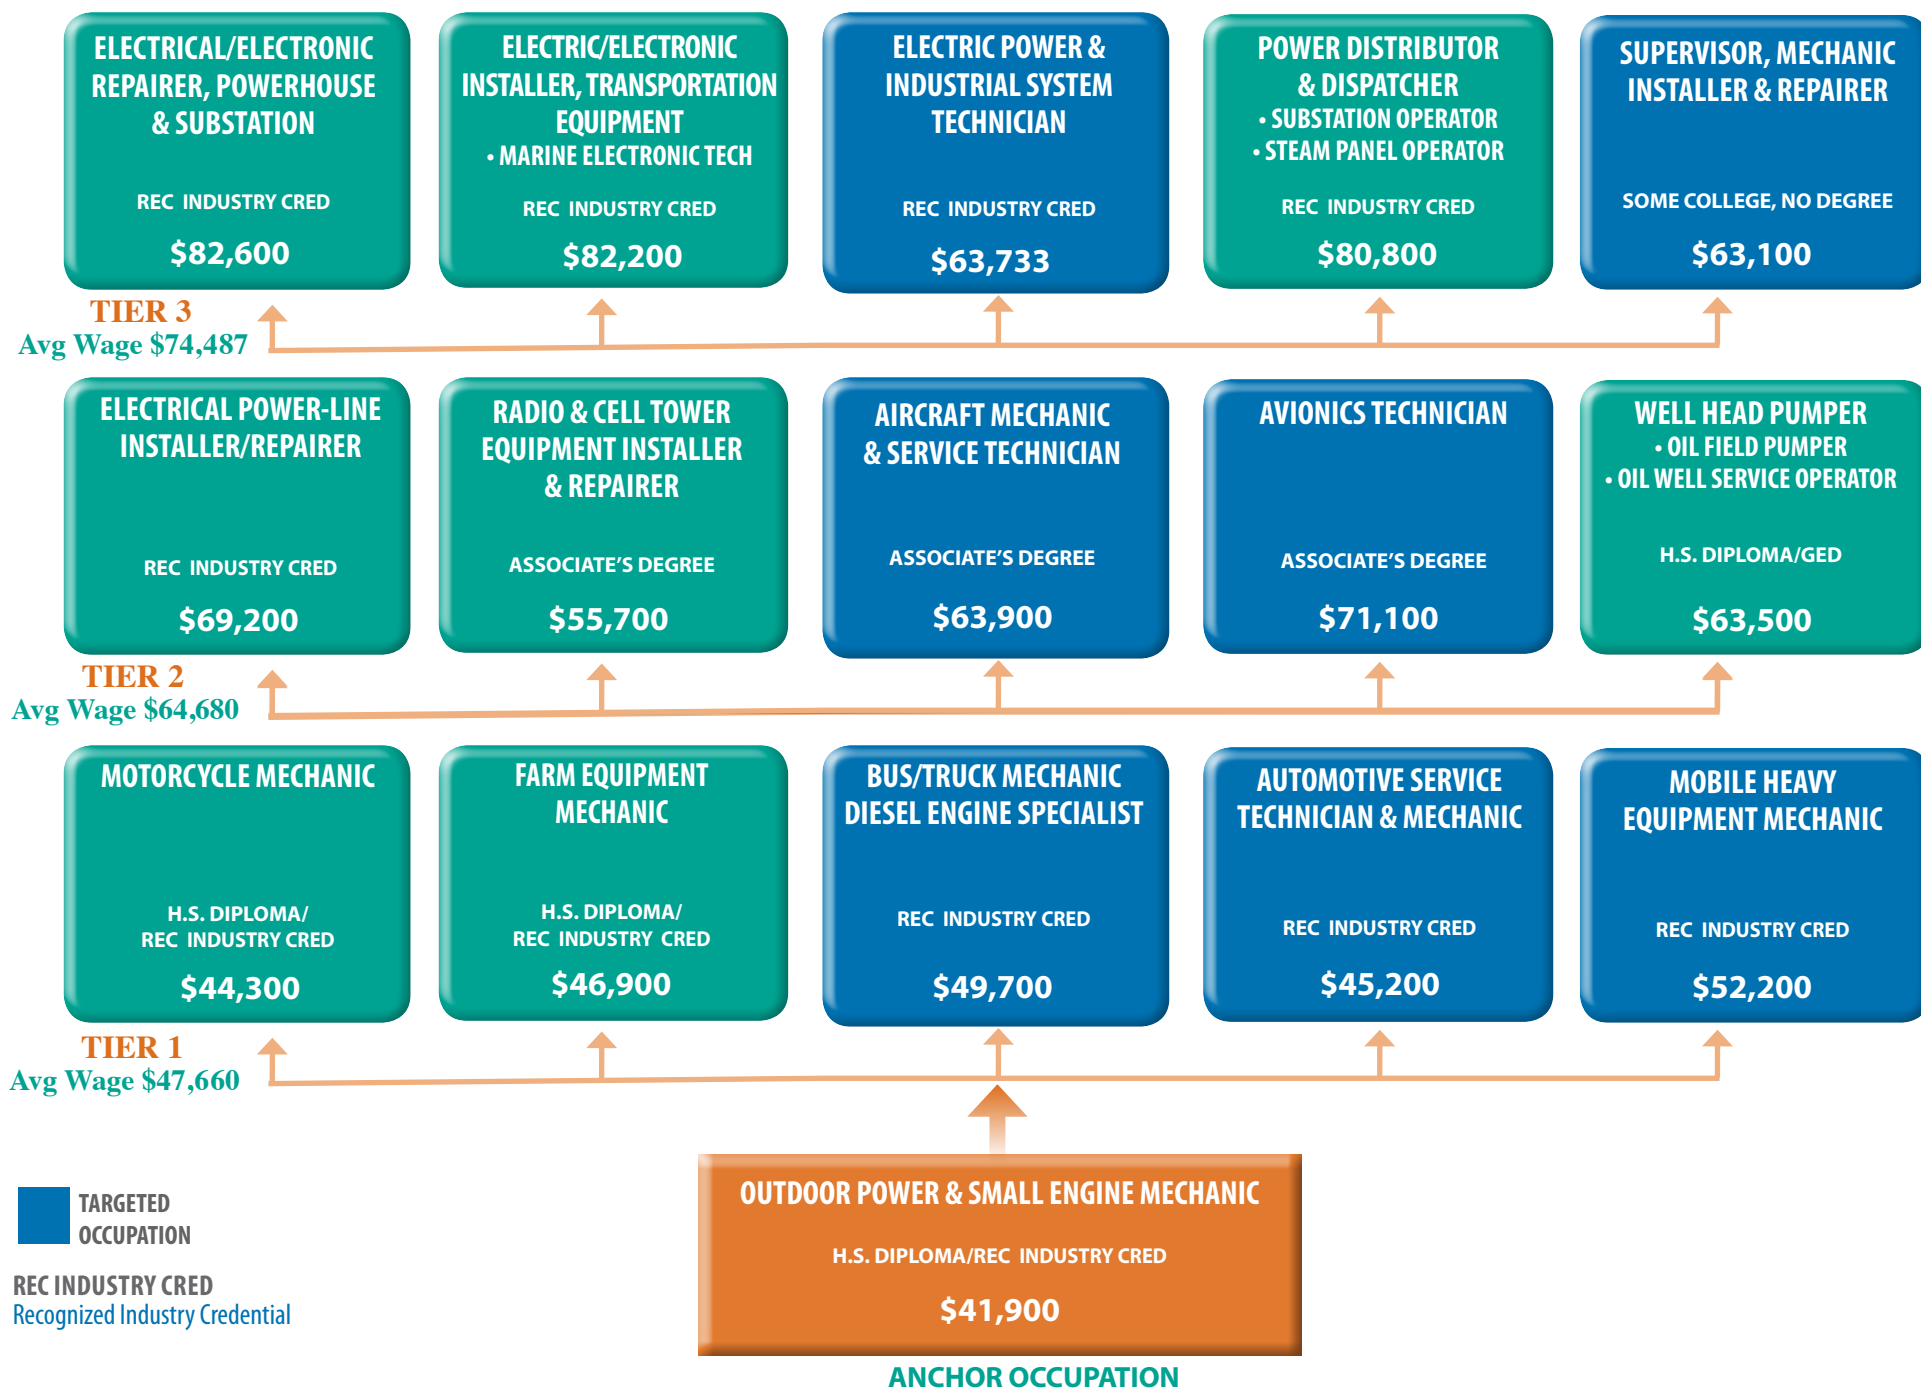 ELECTRICAL/ELECTRONIC
REPAIRER, POWERHOUSE
& SUBSTATION
REC INDUSTRY CRED
$82,600
ELECTRIC/ELECTRONIC
INSTALLER, TRANSPORTATION
EQUIPMENT
• MARINE ELECTRONIC TECH
REC INDUSTRY CRED
$82,200
ELECTRIC POWER &
INDUSTRIAL SYSTEM
TECHNICIAN
REC INDUSTRY CRED
$63,733
POWER DISTRIBUTOR
& DISPATCHER
• SUBSTATION OPERATOR
• STEAM PANEL OPERATOR
REC INDUSTRY CRED
$80,800
SUPERVISOR, MECHANIC
INSTALLER & REPAIRER
SOME COLLEGE, NO DEGREE
$63,100
TIER 3
Avg Wage $74,487
ELECTRICAL POWER-LINE
INSTALLER/REPAIRER
REC INDUSTRY CRED
$69,200
RADIO & CELL TOWER
EQUIPMENT INSTALLER
& REPAIRER
ASSOCIATE'S DEGREE
$55,700
AIRCRAFT MECHANIC
& SERVICE TECHNICIAN
ASSOCIATE'S DEGREE
$63,900
AVIONICS TECHNICIAN
ASSOCIATE'S DEGREE
$71,100
WELL HEAD PUMPER
• OIL FIELD PUMPER
• OIL WELL SERVICE OPERATOR
H.S. DIPLOMA/GED
$63,500
TIER 2
Avg Wage $64,680
MOTORCYCLE MECHANIC
H.S. DIPLOMA/
REC INDUSTRY CRED
$44,300
FARM EQUIPMENT
MECHANIC
H.S. DIPLOMA/
REC INDUSTRY CRED
$46,900
BUS/TRUCK MECHANIC
DIESEL ENGINE SPECIALIST
REC INDUSTRY CRED
$49,700
AUTOMOTIVE SERVICE
TECHNICIAN & MECHANIC
REC INDUSTRY CRED
$45,200
MOBILE HEAVY
EQUIPMENT MECHANIC
REC INDUSTRY CRED
$52,200
TIER 1
Avg Wage $47,660
OUTDOOR POWER & SMALL ENGINE MECHANIC
H.S. DIPLOMA/REC INDUSTRY CRED
$41,900
ANCHOR OCCUPATION
TARGETED
OCCUPATION
REC INDUSTRY CRED
Recognized Industry Credential